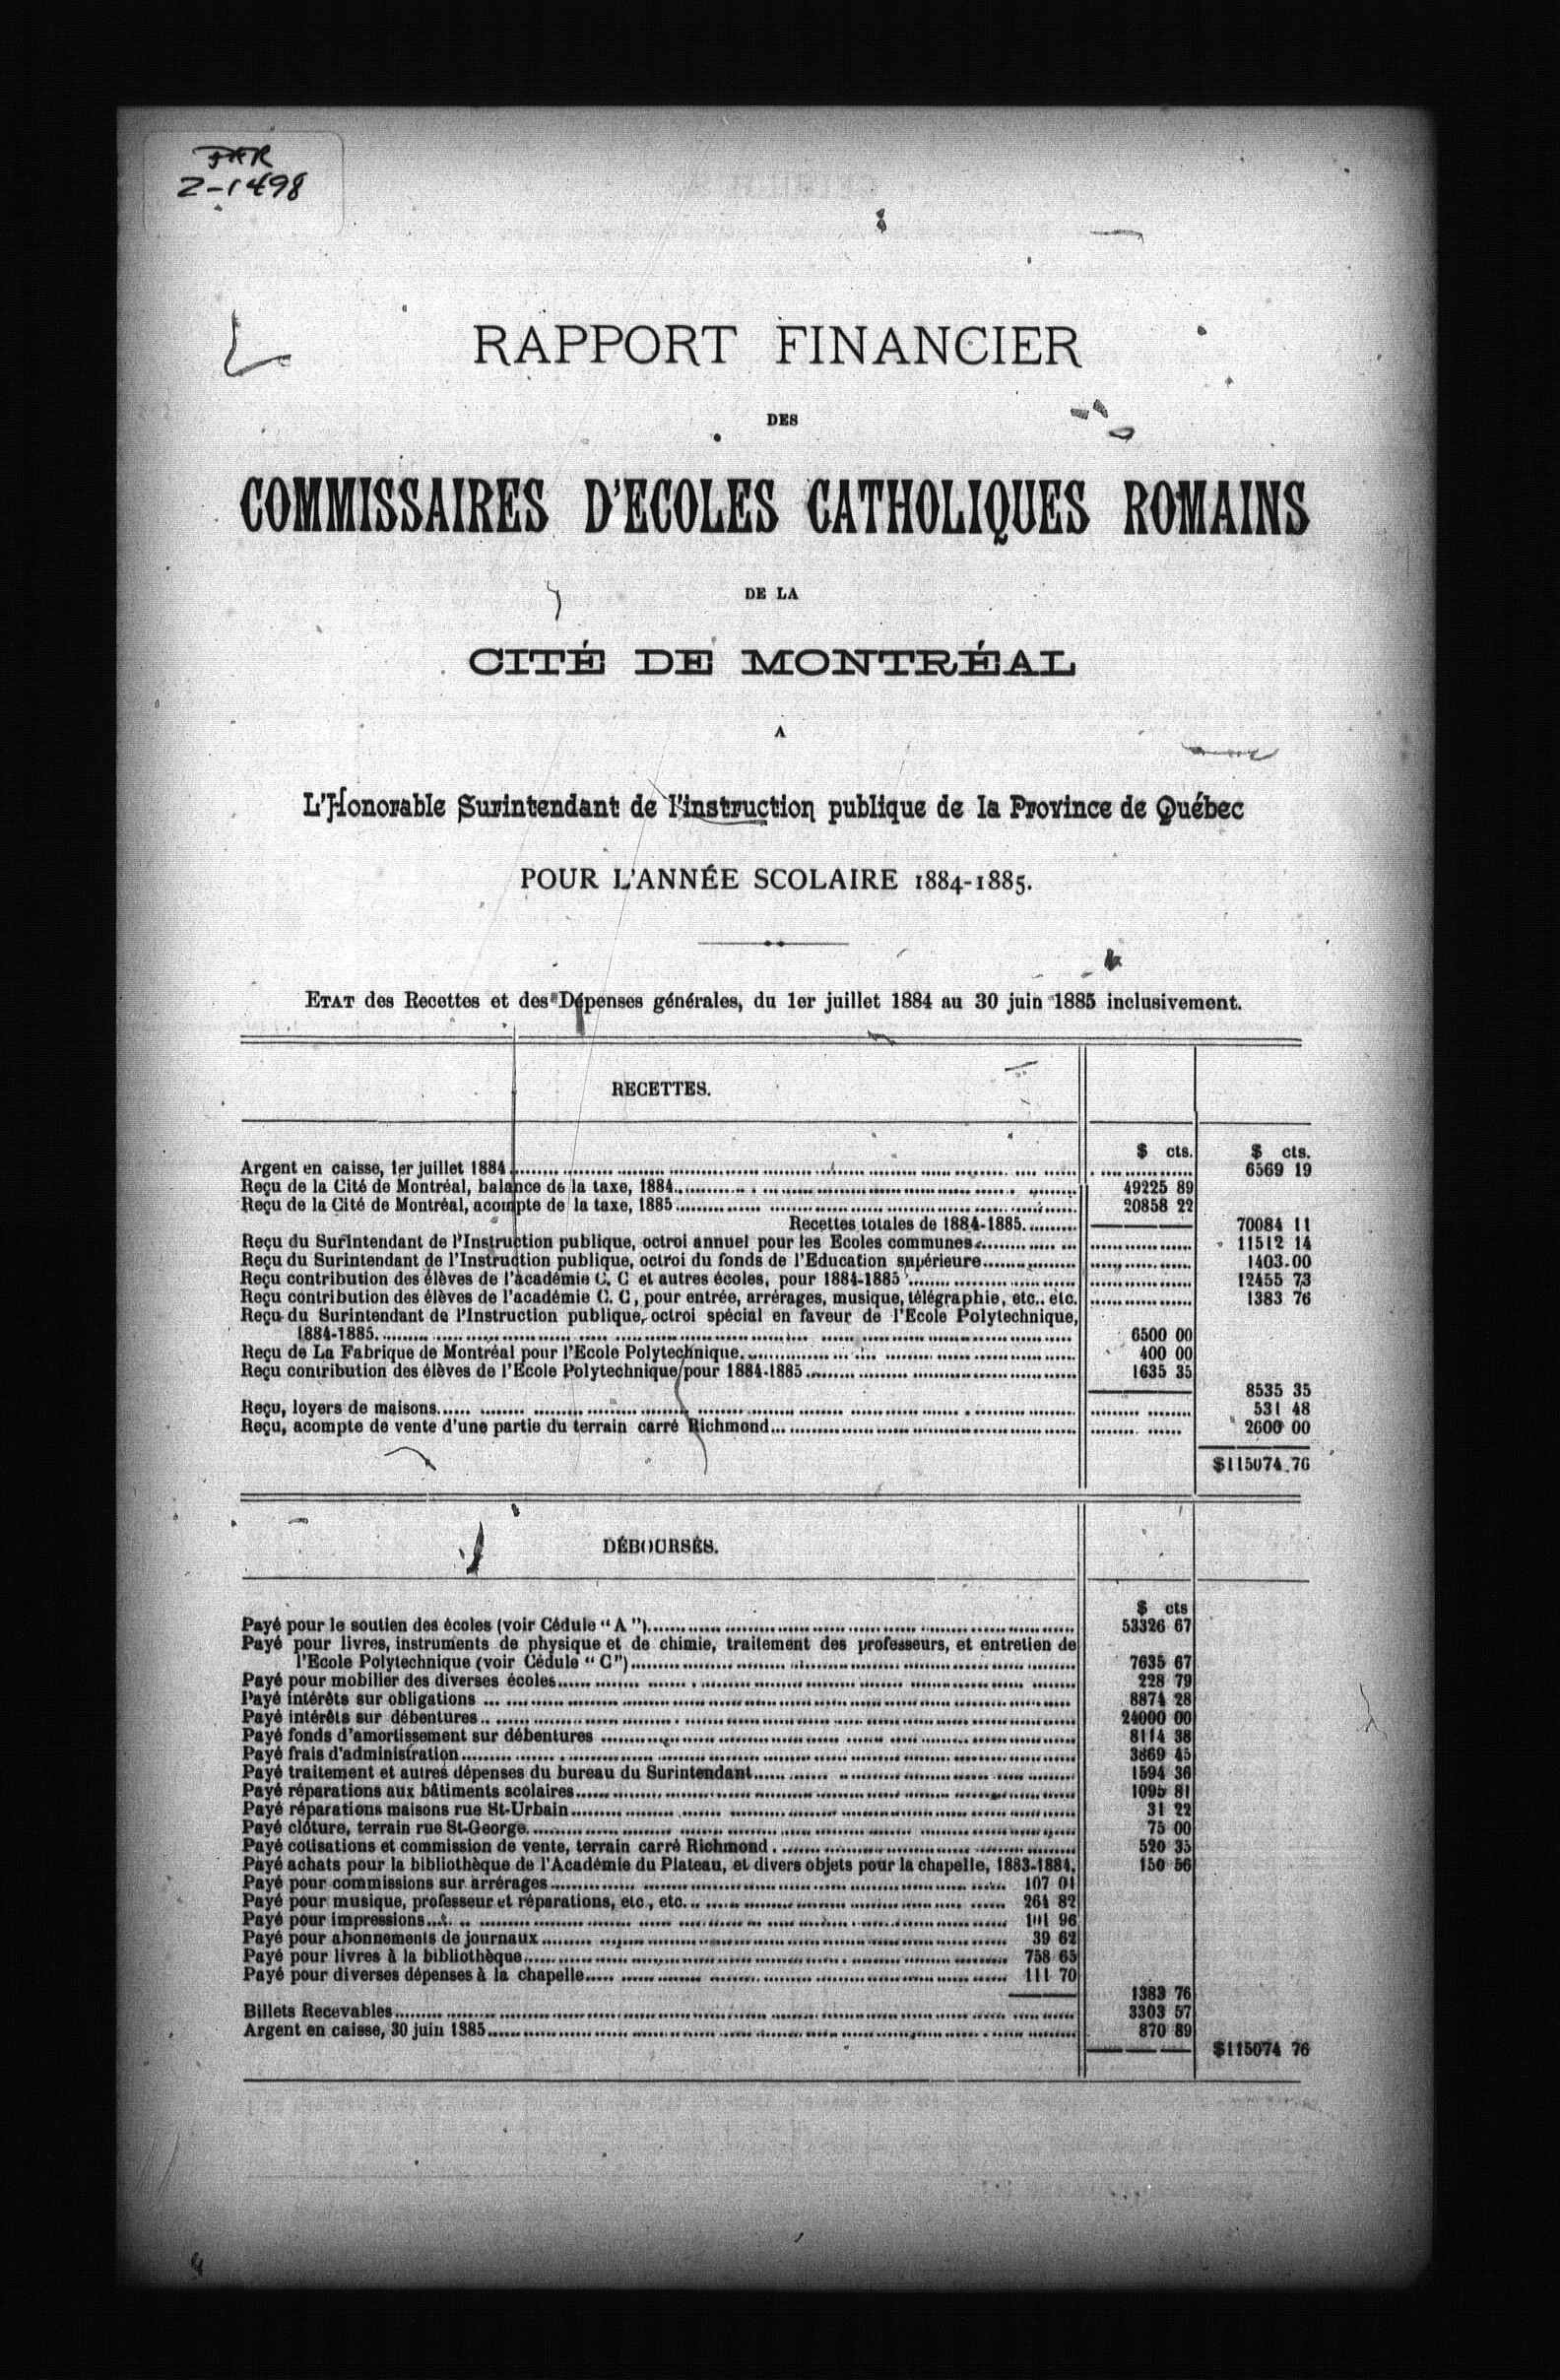 PER
Z-1498
RAPPORT FINANCIER
DES
COMMISSAIRES D'ECOLES CATHOLIQUES ROMAINS
DE LA
CITÉ DE MONTRÉAL
A
L'Honorable Surintendant de l'instruction publique de la Province de Québec
POUR L'ANNÉE SCOLAIRE 1884-1885.
ETAT des Recettes et des Dépenses générales, du 1er juillet 1884 au 30 juin 1885 inclusivement.
RECETTES.
$ cts. $ cts.
Argent en caisse, 1er juillet 1884 6569 19
Reçu de la Cité de Montréal, balance de la taxe, 1884 49225 89
Reçu de la Cité de Montréal, acompte de la taxe, 1885 20858 22
Recettes totales de 1884-1885 70084 11
Reçu du Surintendant de l'Instruction publique, octroi annuel pour les Ecoles communes 11512 14
Reçu du Surintendant de l'Instruction publique, octroi du fonds de l'Education supérieure 1403.00
Reçu contribution des élèves de l'académie C. C et autres écoles, pour 1884-1885 12455 73
Reçu contribution des élèves de l'académie C. C, pour entrée, arrérages, musique, télégraphie, etc.. etc. 1383 76
Reçu du Surintendant de l'Instruction publique, octroi spécial en faveur de l'Ecole Polytechnique,
1884-1885 6500 00
Reçu de La Fabrique de Montréal pour l'Ecole Polytechnique 400 00
Reçu contribution des élèves de l'Ecole Polytechnique pour 1884-1885 1635 35
8535 35
Reçu, loyers de maisons 531 48
Reçu, acompte de vente d'une partie du terrain carré Richmond 2600 00
$115074.76
DÉBOURSÉS.
$ cts
Payé pour le soutien des écoles (voir Cédule "A") 53326 67
Payé pour livres, instruments de physique et de chimie, traitement des professeurs, et entretien de
l'Ecole Polytechnique (voir Cédule "C") 7635 67
Payé pour mobilier des diverses écoles 228 79
Payé intérêts sur obligations 8874 28
Payé intérêts sur débentures 24000 00
Payé fonds d'amortissement sur débentures 8114 38
Payé frais d'administration 3869 45
Payé traitement et autres dépenses du bureau du Surintendant 1594 36
Payé réparations aux bâtiments scolaires 1095 81
Payé réparations maisons rue St-Urbain 31 22
Payé clôture, terrain rue St-George 75 00
Payé cotisations et commission de vente, terrain carré Richmond 520 35
Payé achats pour la bibliothèque de l'Académie du Plateau, et divers objets pour la chapelle, 1883-1884. 150 56
Payé pour commissions sur arrérages 107 01
Payé pour musique, professeur et réparations, etc, etc 264 82
Payé pour impressions 101 96
Payé pour abonnements de journaux 39 62
Payé pour livres à la bibliothèque 758 65
Payé pour diverses dépenses à la chapelle 111 70
1383 76
Billets Recevables 3303 57
Argent en caisse, 30 juin 1885 870 89
$115074 76